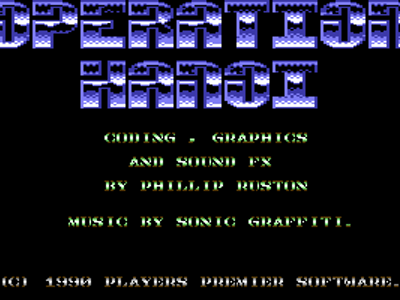 OPERATION
HANOI
CODING . GRAPHICS
AND SOUND FX
BY PHILLIP RUSTON
MUSIC BY SONIC GRAFFITI.
(C) 1990 PLAYERS PREMIER SOFTWARE.